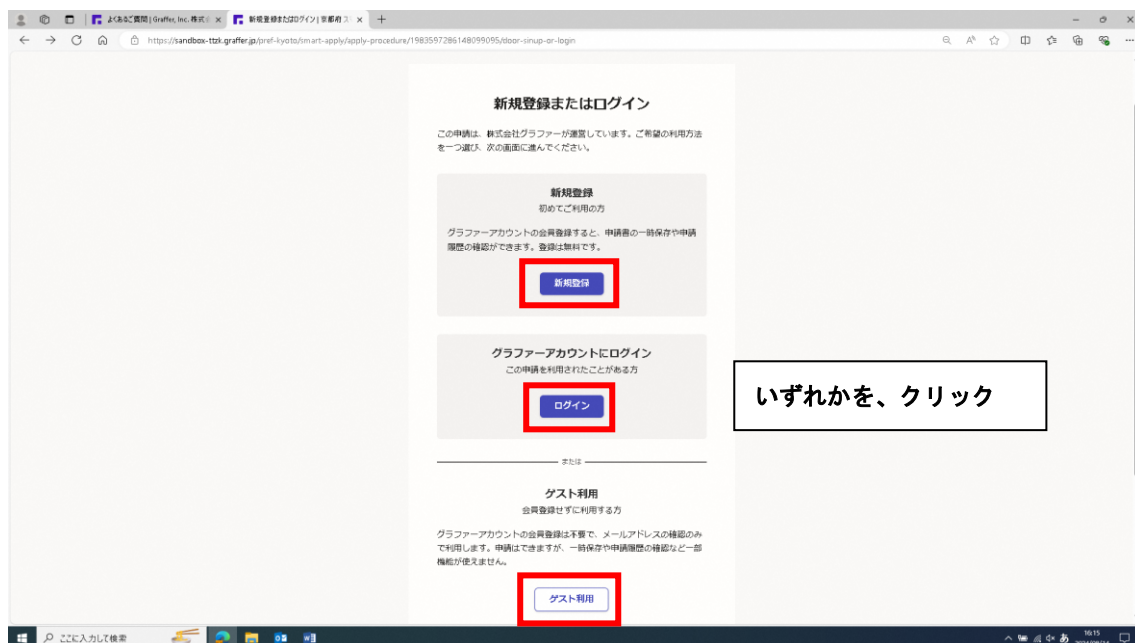 よくあるご質問 | Graffer, Inc. 株式
新規登録またはログイン | 京都府 ス
https://sandbox-ttzk.graffer.jp/pref-kyoto/smart-apply/apply-procedure/1983597286148099095/door-sinup-or-login
新規登録またはログイン
この申請は、株式会社グラファーが運営しています。ご希望の利用方法
を一つ選び、次の画面に進んでください。
新規登録
初めてご利用の方
グラファーアカウントの会員登録すると、申請書の一時保存や申請
履歴の確認ができます。登録は無料です。
新規登録
グラファーアカウントにログイン
この申請を利用されたことがある方
ログイン
いずれかを、クリック
または
ゲスト利用
会員登録せずに利用する方
グラファーアカウントの会員登録は不要で、メールアドレスの確認のみ
で利用します。申請はできますが、一時保存や申請履歴の確認など一部
機能が使えません。
ゲスト利用
ここに入力して検索
あ
16:15